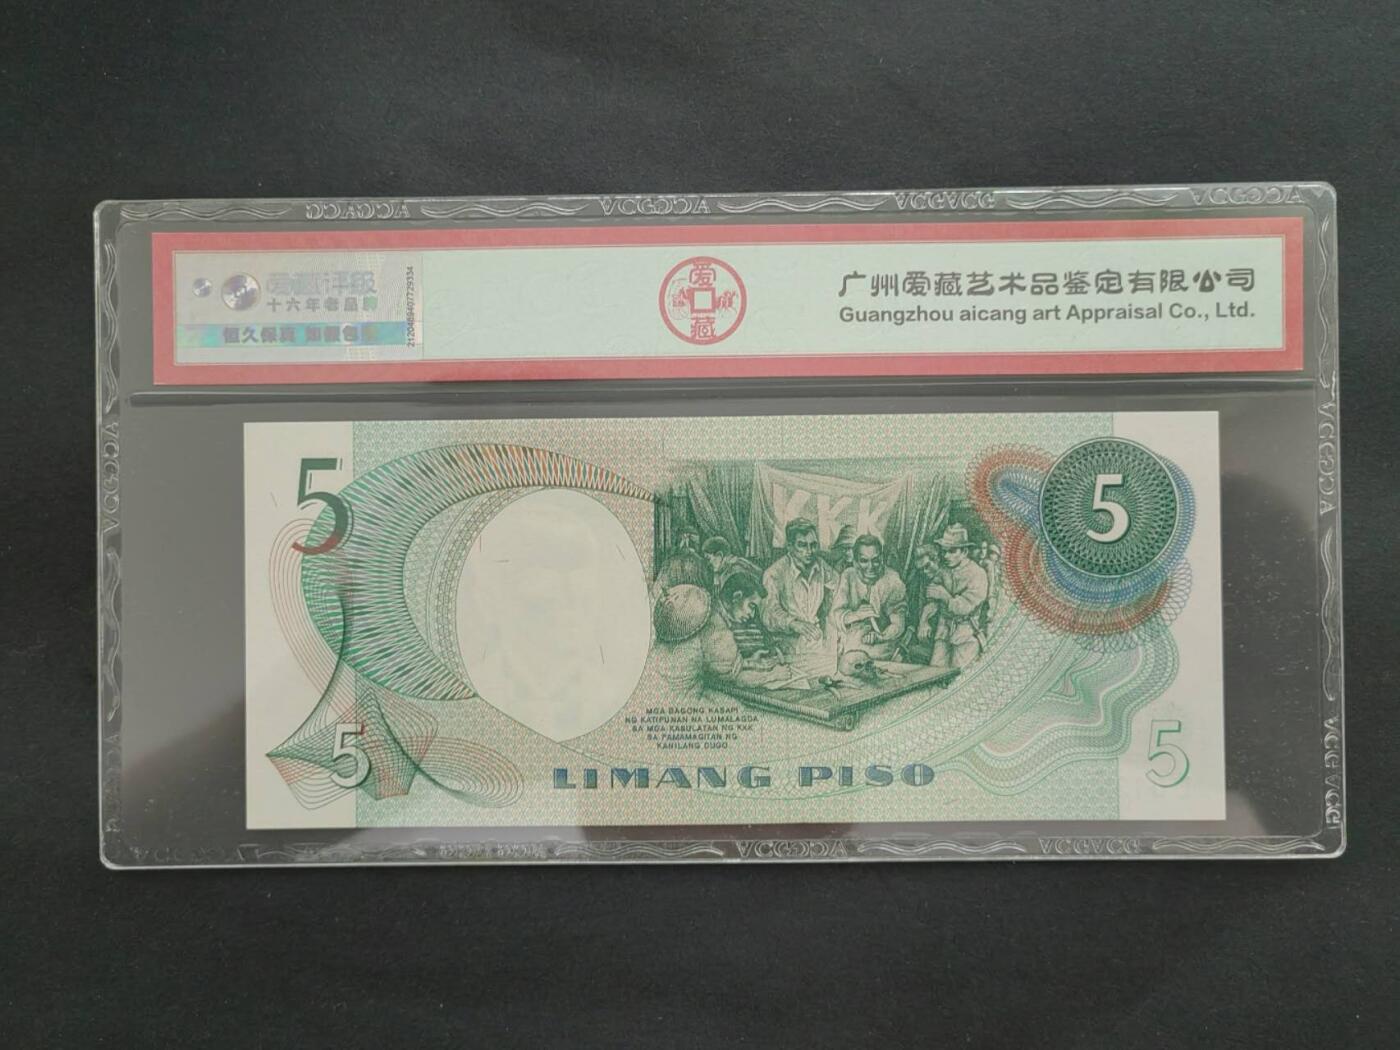 爱藏评级
十六年老品牌
恒久保真 如假包
2120469407729334
爱
藏
广州爱藏艺术品鉴定有限公司
Guangzhou aicang art Appraisal Co., Ltd.
5
KKK
5
MGA BAGONG KASAPI
NG KATIPUNAN NA LUMALAGDA
SA MGA KASULATAN NG KKK
SA PAMAMAGITAN NG
KANILANG DUGO
5
LIMANG PISO
5